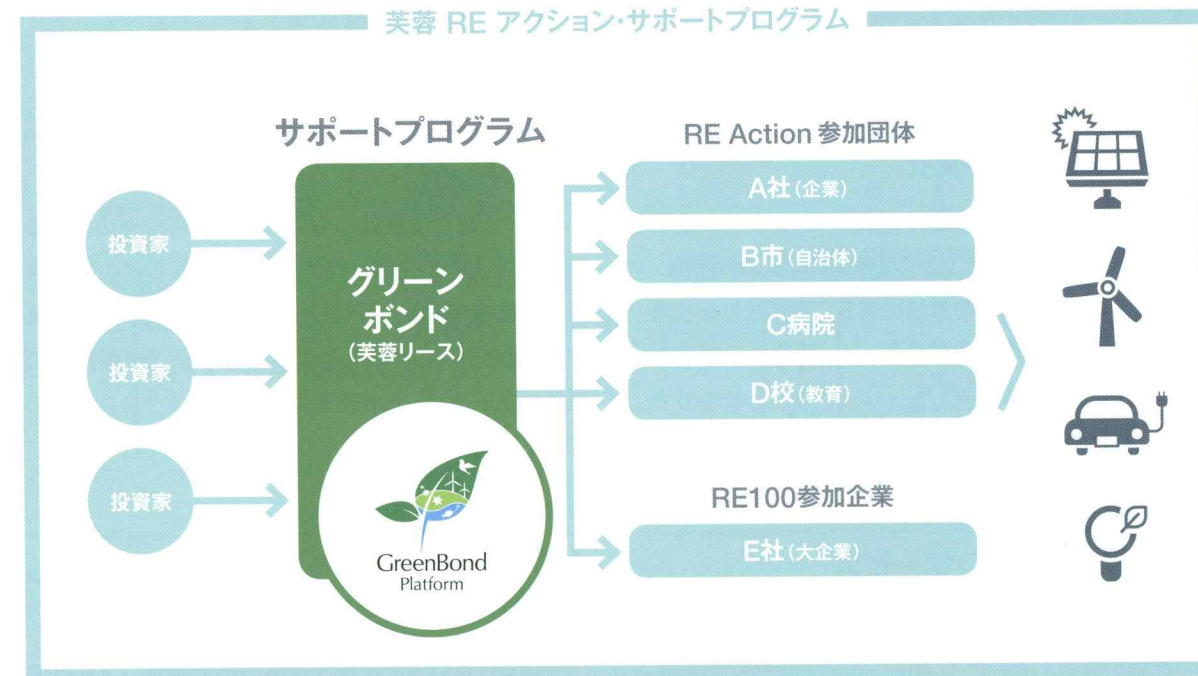 芙蓉 RE アクション・サポートプログラム
サポートプログラム
投資家
投資家
投資家
グリーン
ボンド
(芙蓉リース)
GreenBond
Platform
RE Action 参加団体
A社(企業)
B市(自治体)
C病院
D校(教育)
RE100参加企業
E社(大企業)